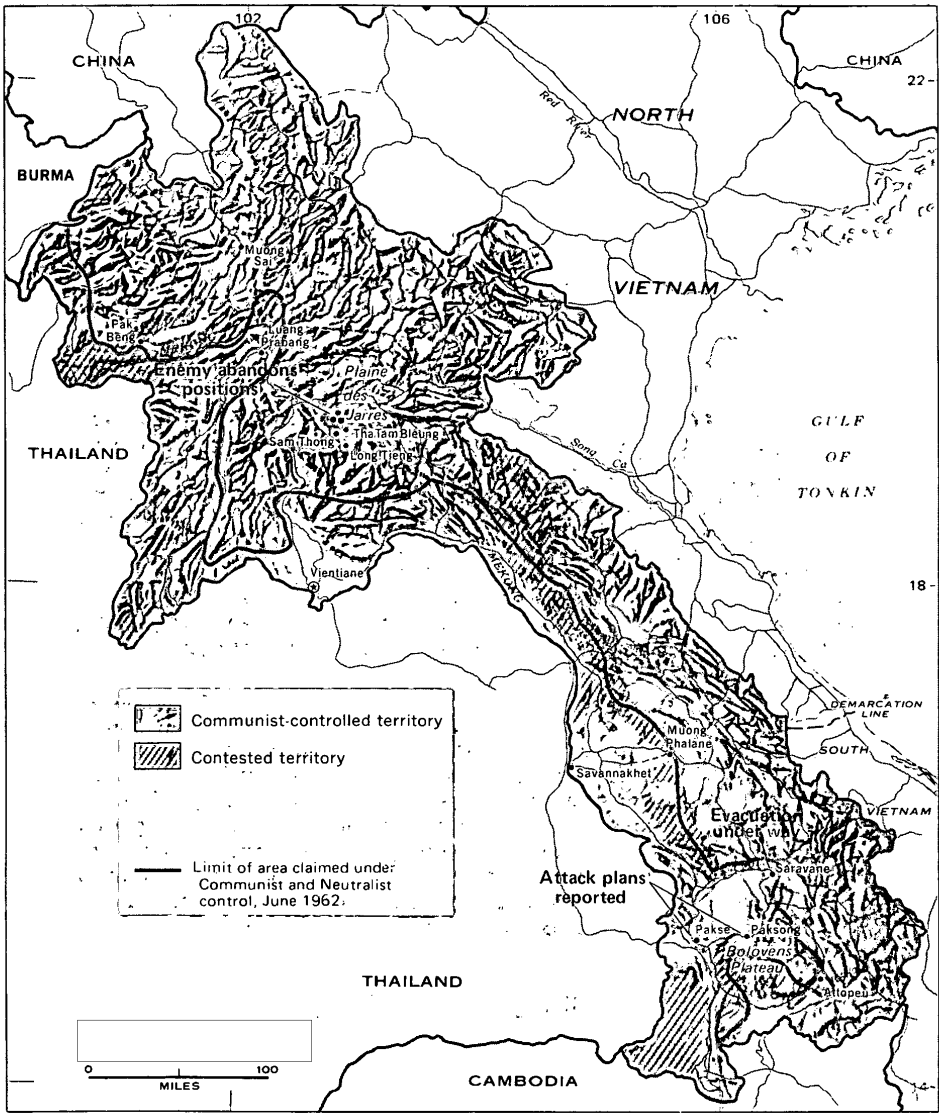 102
106
CHINA
CHINA
22
Red River
NORTH
BURMA
Muong
Sai
VIETNAM
Pak
Beng
Luang
Prabang
Enemy abandons
positions
Plaine
des
Jarres
GULF
OF
TONKIN
THAILAND
Sam Thong
Tha Tam Bleung
Long Tieng
Song Ca
MEKONG
Vientiane
18
Communist-controlled territory
Contested territory
Limit of area claimed under
Communist and Neutralist
control, June 1962.
DEMARCATION
LINE
SOUTH
VIETNAM
Muong
Phalane
Savannakhet
Evacuation
under way
Saravane
Attack plans
reported
Pakse
Paksong
Bolovens
Plateau
Attopeu
THAILAND
0
100
MILES
CAMBODIA